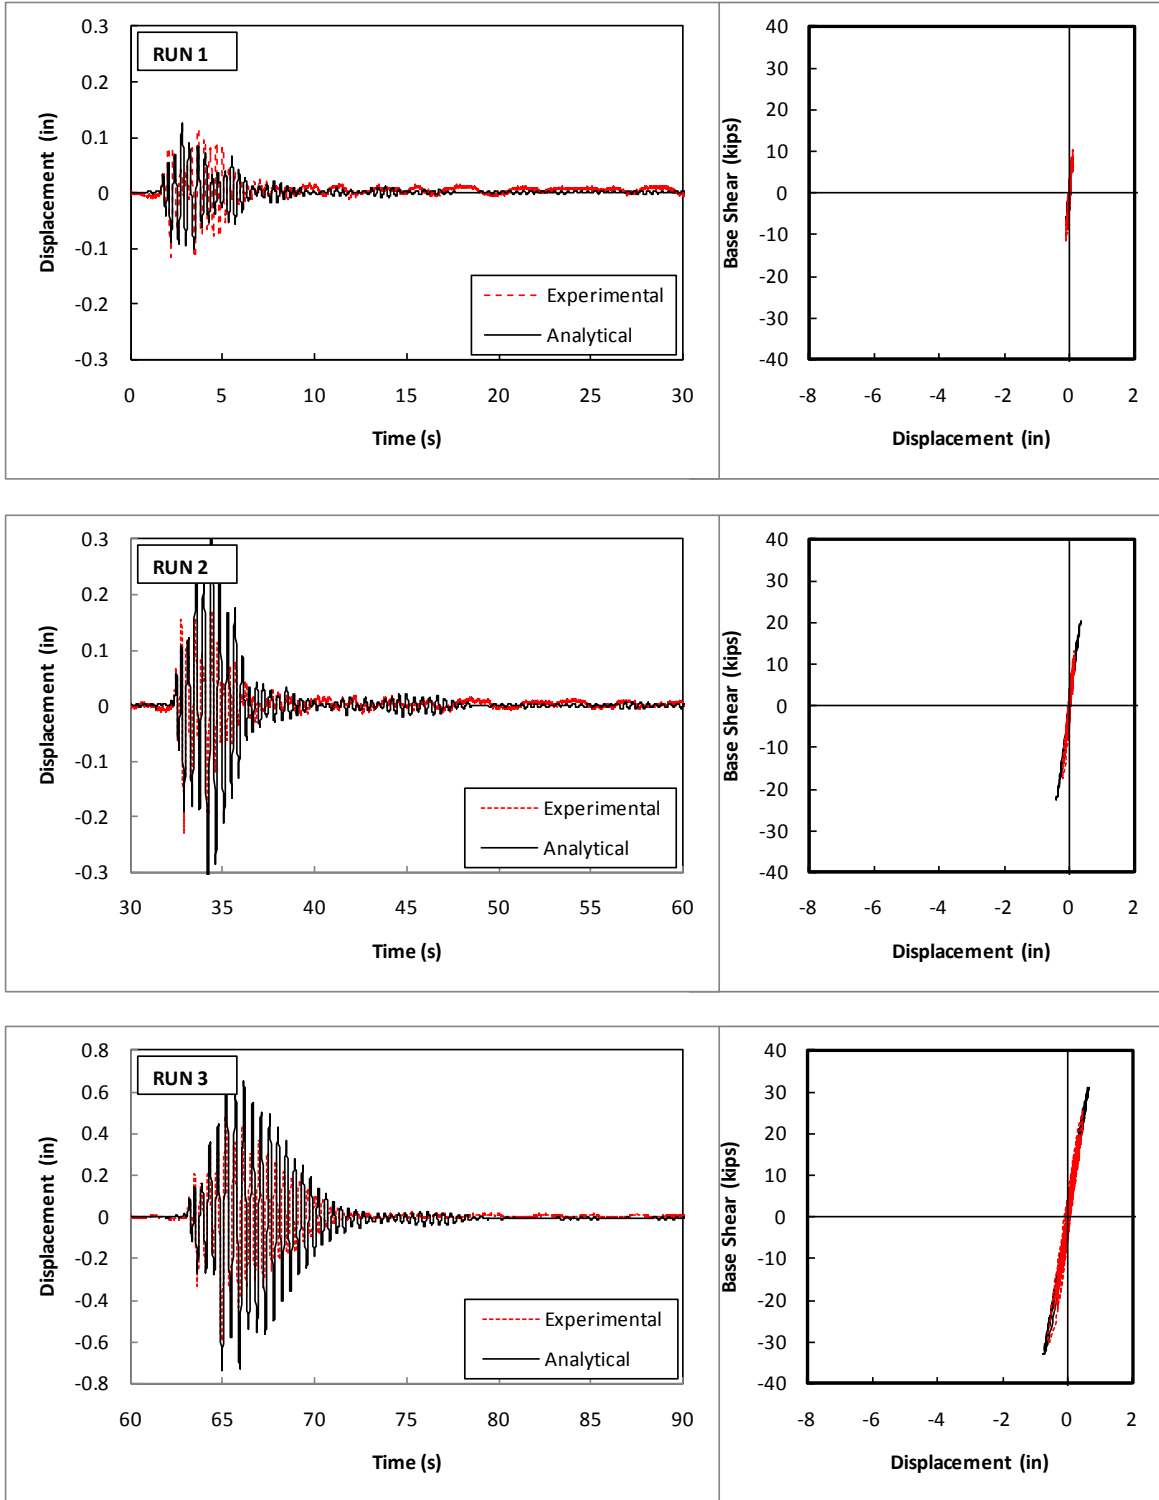 RUN 1
0.3
0.2
0.1
0
-0.1
-0.2
-0.3
Displacement (in)
Experimental
Analytical
0 5 10 15 20 25 30
Time (s)
40
30
20
10
0
-10
-20
-30
-40
Base Shear (kips)
-8 -6 -4 -2 0 2
Displacement (in)
RUN 2
0.3
0.2
0.1
0
-0.1
-0.2
-0.3
Displacement (in)
Experimental
Analytical
30 35 40 45 50 55 60
Time (s)
40
30
20
10
0
-10
-20
-30
-40
Base Shear (kips)
-8 -6 -4 -2 0 2
Displacement (in)
RUN 3
0.8
0.6
0.4
0.2
0
-0.2
-0.4
-0.6
-0.8
Displacement (in)
Experimental
Analytical
60 65 70 75 80 85 90
Time (s)
40
30
20
10
0
-10
-20
-30
-40
Base Shear (kips)
-8 -6 -4 -2 0 2
Displacement (in)